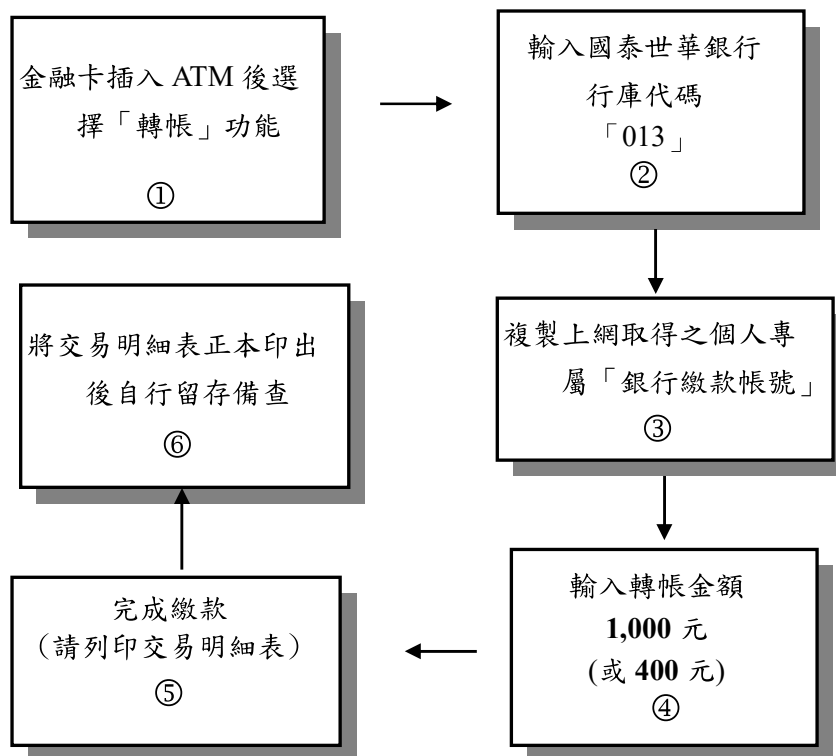 金融卡插入 ATM 後選
擇「轉帳」功能
①
輸入國泰世華銀行
行庫代碼
「013」
②
複製上網取得之個人專
屬「銀行繳款帳號」
③
輸入轉帳金額
1,000 元
(或 400 元)
④
完成繳款
（請列印交易明細表）
⑤
將交易明細表正本印出
後自行留存備查
⑥